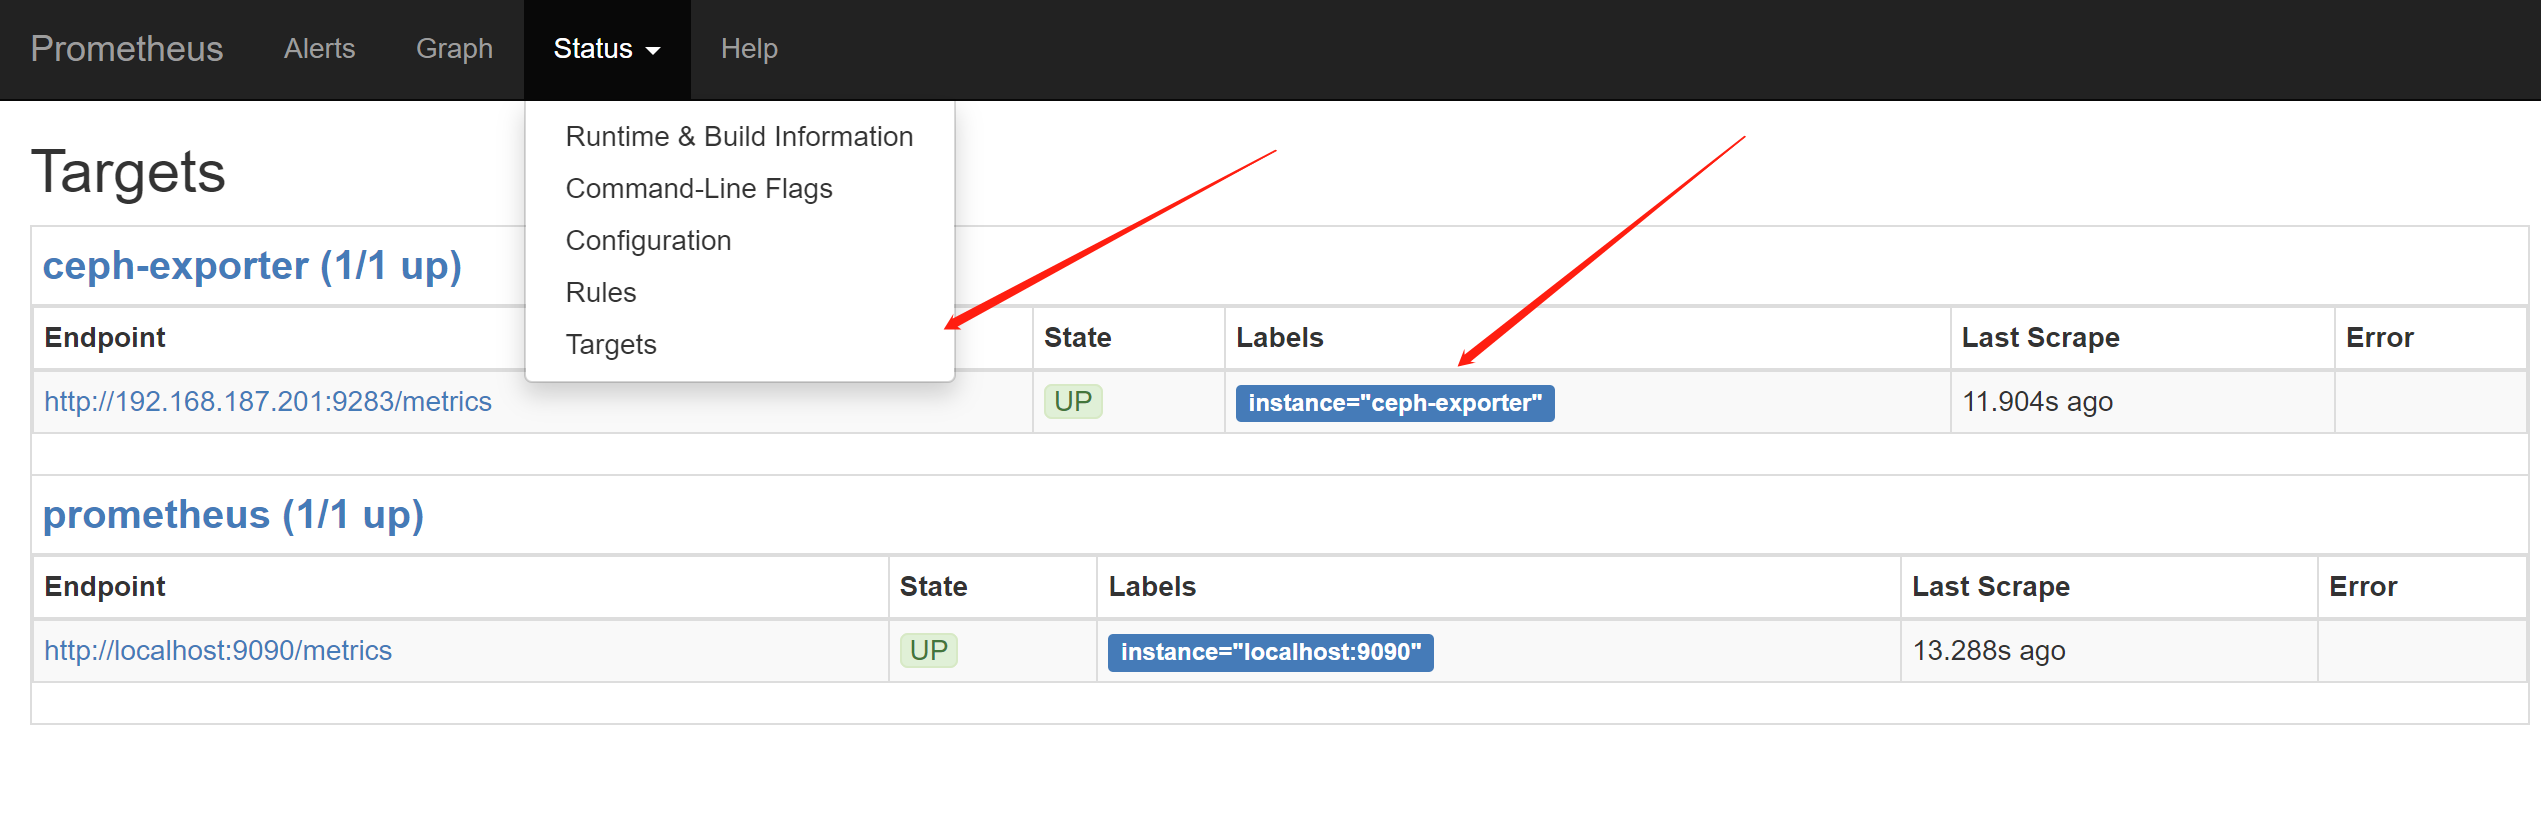 Prometheus Alerts Graph Status Help
Runtime & Build Information
Command-Line Flags
Configuration
Rules
Targets
Targets
ceph-exporter (1/1 up)
Endpoint State Labels Last Scrape Error
http://192.168.187.201:9283/metrics UP instance="ceph-exporter" 11.904s ago
prometheus (1/1 up)
Endpoint State Labels Last Scrape Error
http://localhost:9090/metrics UP instance="localhost:9090" 13.288s ago